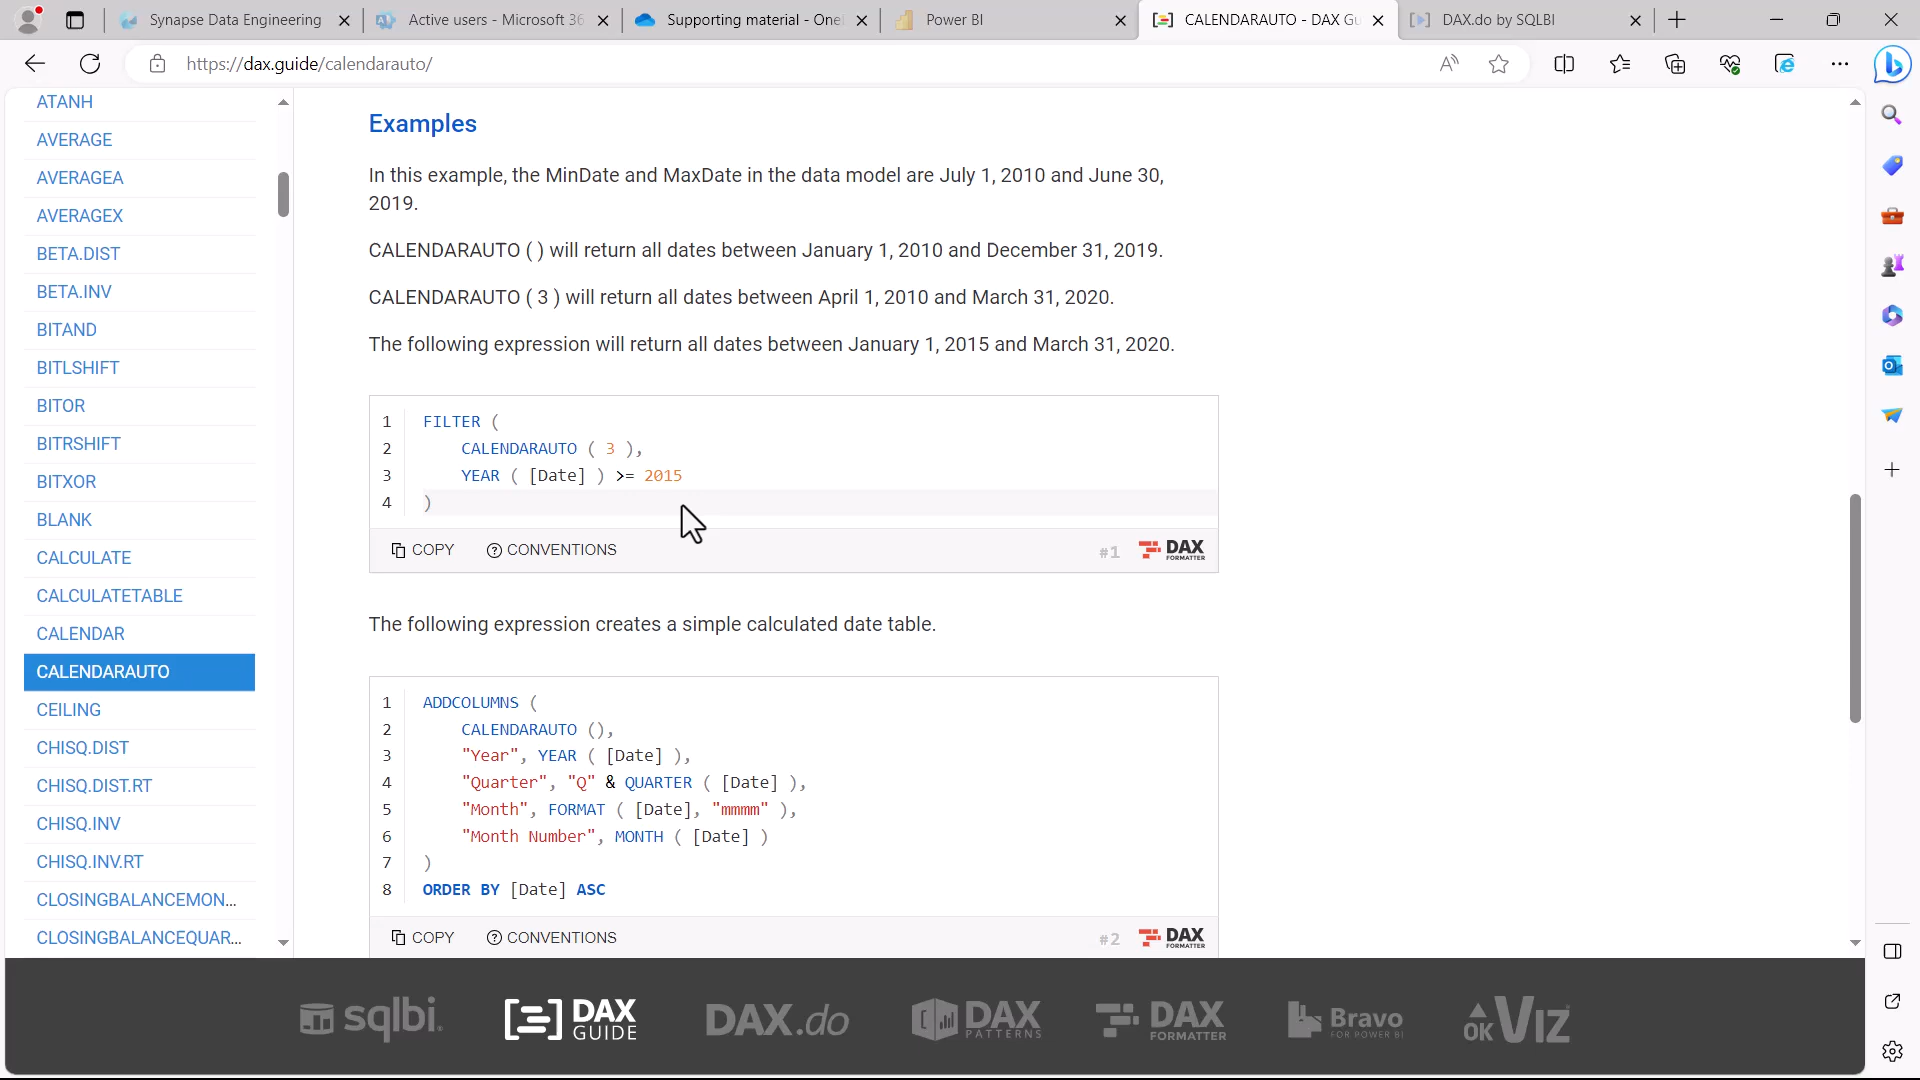 Synapse Data Engineering
Active users - Microsoft 36
Supporting material - One
Power BI
CALENDARAUTO - DAX Gu
DAX.do by SQLBI
https://dax.guide/calendarauto/
ATANH
AVERAGE
AVERAGEA
AVERAGEX
BETA.DIST
BETA.INV
BITAND
BITLSHIFT
BITOR
BITRSHIFT
BITXOR
BLANK
CALCULATE
CALCULATETABLE
CALENDAR
CALENDARAUTO
CEILING
CHISQ.DIST
CHISQ.DIST.RT
CHISQ.INV
CHISQ.INV.RT
CLOSINGBALANCEMON...
CLOSINGBALANCEQUAR...
Examples
In this example, the MinDate and MaxDate in the data model are July 1, 2010 and June 30,
2019.
CALENDARAUTO ( ) will return all dates between January 1, 2010 and December 31, 2019.
CALENDARAUTO ( 3 ) will return all dates between April 1, 2010 and March 31, 2020.
The following expression will return all dates between January 1, 2015 and March 31, 2020.
1 FILTER (
2 CALENDARAUTO ( 3 ),
3 YEAR ( [Date] ) >= 2015
4 )
COPY CONVENTIONS #1 DAX FORMATTER
The following expression creates a simple calculated date table.
1 ADDCOLUMNS (
2 CALENDARAUTO (),
3 "Year", YEAR ( [Date] ),
4 "Quarter", "Q" & QUARTER ( [Date] ),
5 "Month", FORMAT ( [Date], "mmmm" ),
6 "Month Number", MONTH ( [Date] )
7 )
8 ORDER BY [Date] ASC
COPY CONVENTIONS #2 DAX FORMATTER
sqlbi. DAX GUIDE DAX.do DAX PATTERNS DAX FORMATTER Bravo FOR POWER BI OK VIZ